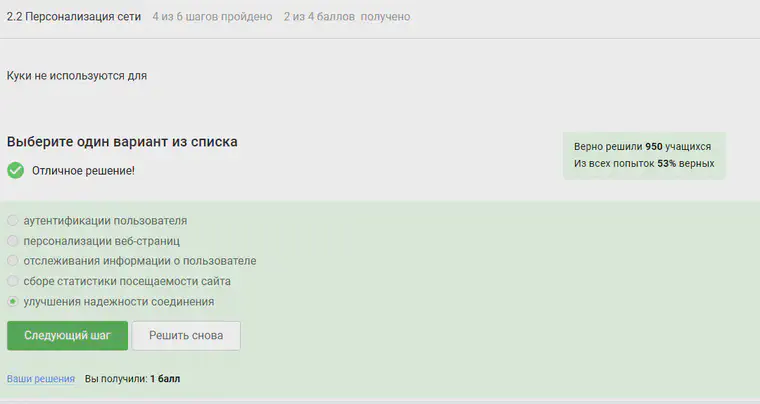 2.2 Персонализация сети 4 из 6 шагов пройдено 2 из 4 баллов получено
Куки не используются для
Выберите один вариант из списка
Отличное решение!
Верно решили 950 учащихся
Из всех попыток 53% верных
аутентификации пользователя
персонализации веб-страниц
отслеживания информации о пользователе
сборе статистики посещаемости сайта
улучшения надежности соединения
Следующий шаг Решить снова
Ваши решения Вы получили: 1 балл